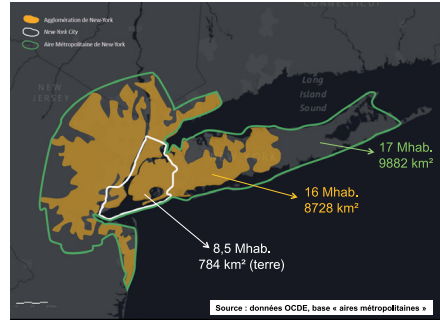 Agglomération de New-York
New York City
Aire Métropolitaine de New-York
CONNECTICUT
NEW
JERSEY
Long
Island
Sound
17 Mhab.
9882 km²
16 Mhab.
8728 km²
8,5 Mhab.
784 km² (terre)
Source : données OCDE, base « aires métropolitaines »